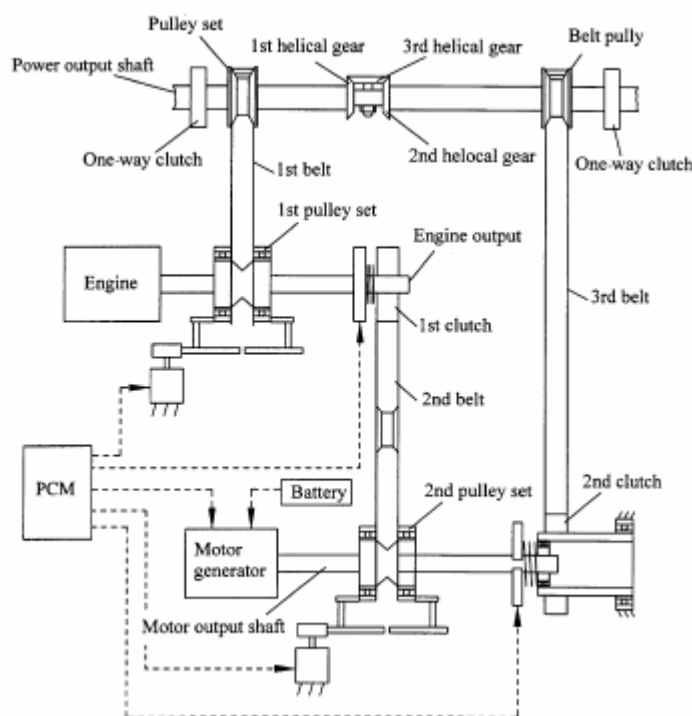 Pulley set
1st helical gear
3rd helical gear
Belt pully
Power output shaft
One-way clutch
2nd helocal gear
One-way clutch
1st belt
1st pulley set
Engine output
Engine
3rd belt
1st clutch
2nd belt
PCM
Battery
2nd pulley set
2nd clutch
Motor
generator
Motor output shaft